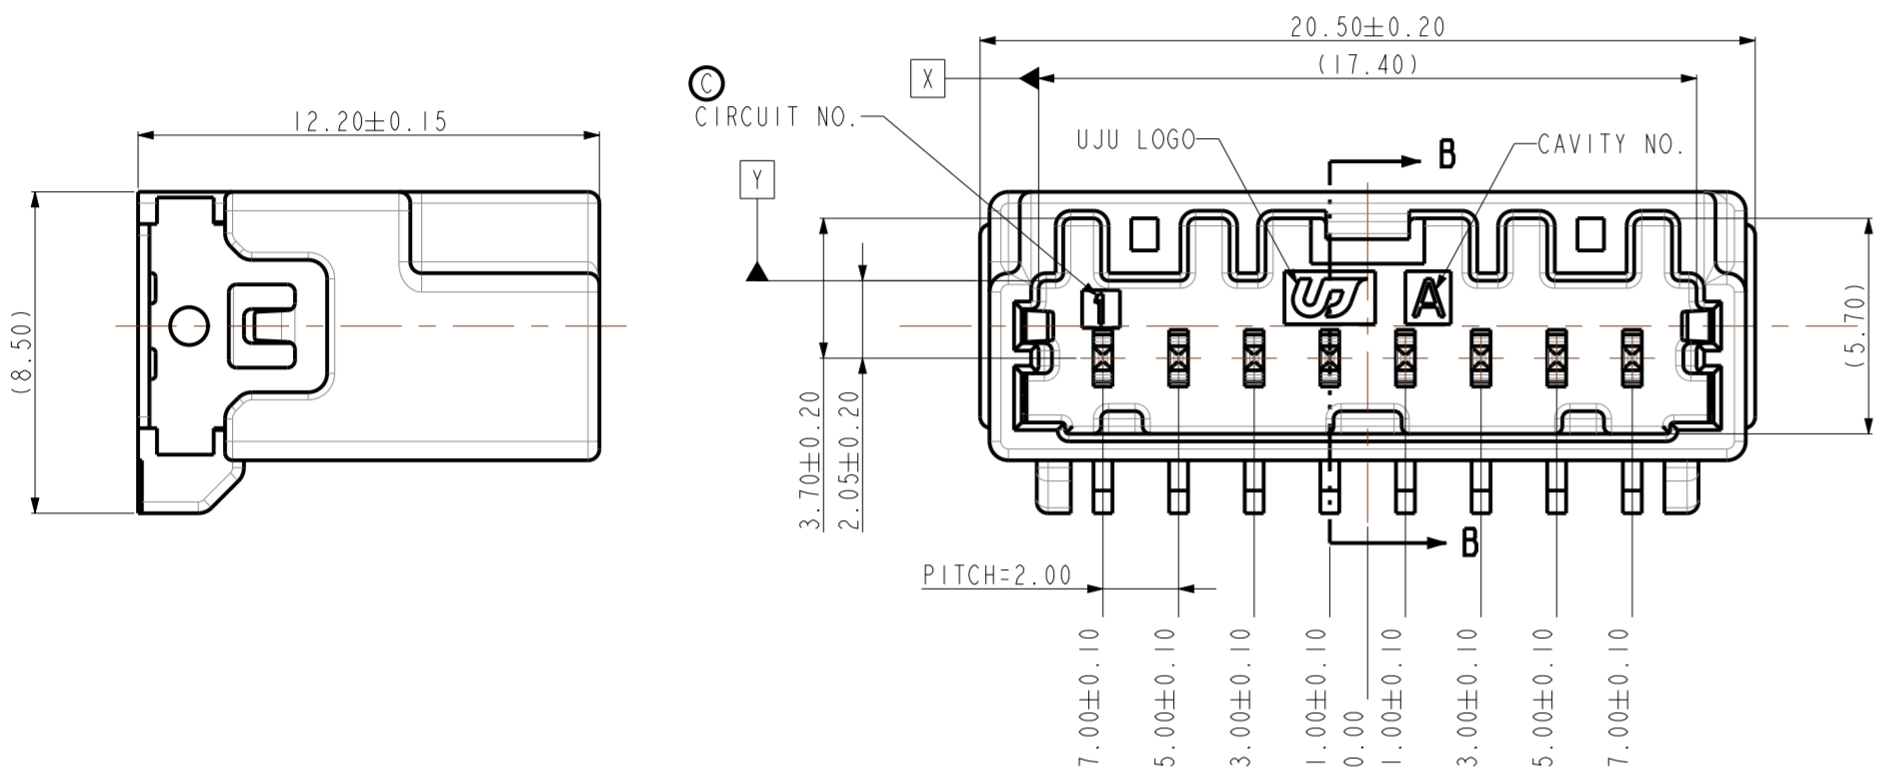 20.50±0.20
(17.40)
X
C
CIRCUIT NO.
12.20±0.15
UJU LOGO
B
CAVITY NO.
Y
UJ
A
1
(8.50)
(5.70)
3.70±0.20
2.05±0.20
B
PITCH=2.00
7.00±0.10
5.00±0.10
3.00±0.10
1.00±0.10
0.00
1.00±0.10
3.00±0.10
5.00±0.10
7.00±0.10